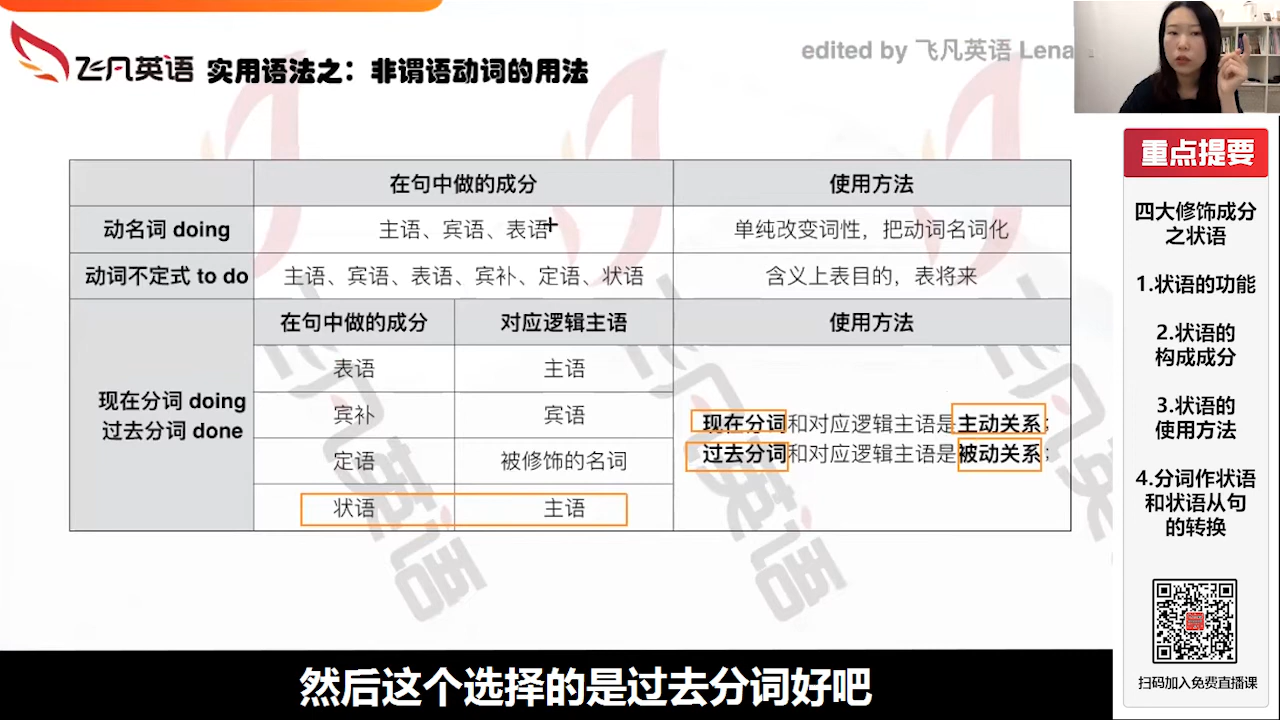 飞凡英语
实用语法之：非谓语动词的用法
edited by 飞凡英语 Lena
在句中做的成分
使用方法
动名词 doing
主语、宾语、表语
单纯改变词性，把动词名词化
动词不定式 to do
主语、宾语、表语、宾补、定语、状语
含义上表目的，表将来
在句中做的成分
对应逻辑主语
使用方法
现在分词 doing
过去分词 done
表语
主语
宾补
宾语
定语
被修饰的名词
状语
主语
现在分词和对应逻辑主语是主动关系；
过去分词和对应逻辑主语是被动关系；
飞凡英语
飞凡英语
飞凡英语
重点提要
四大修饰成分
之状语
1.状语的功能
2.状语的
构成成分
3.状语的
使用方法
4.分词作状语
和状语从句
的转换
扫码加入免费直播课
然后这个选择的是过去分词好吧